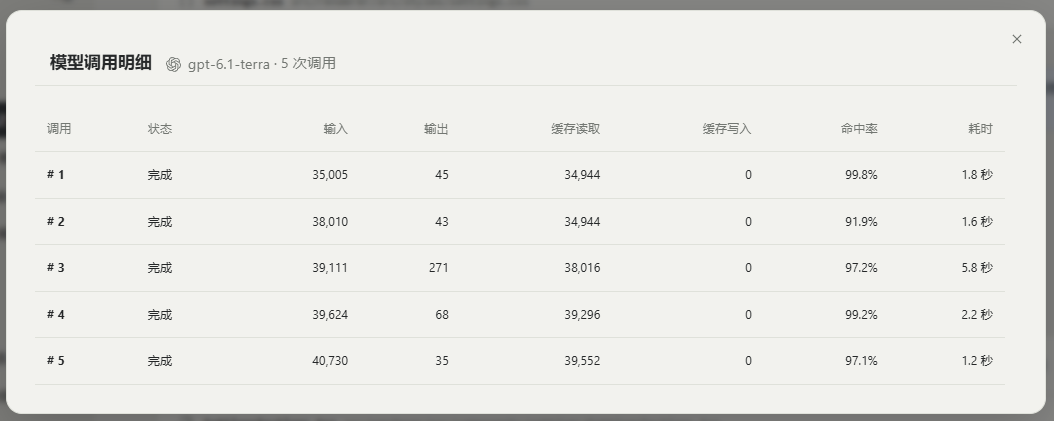 模型调用明细 gpt-6.1-terra · 5 次调用
调用 状态 输入 输出 缓存读取 缓存写入 命中率 耗时
# 1 完成 35,005 45 34,944 0 99.8% 1.8 秒
# 2 完成 38,010 43 34,944 0 91.9% 1.6 秒
# 3 完成 39,111 271 38,016 0 97.2% 5.8 秒
# 4 完成 39,624 68 39,296 0 99.2% 2.2 秒
# 5 完成 40,730 35 39,552 0 97.1% 1.2 秒